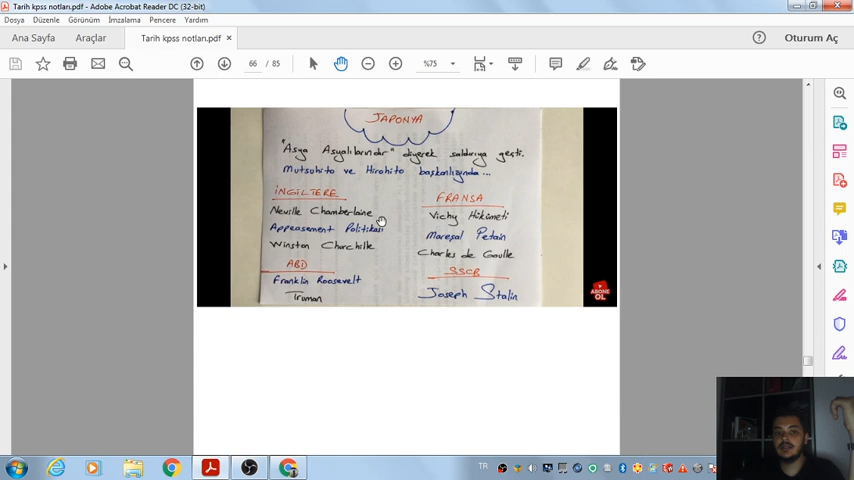 Tarih kpss notları.pdf - Adobe Acrobat Reader DC (32-bit)
Dosya Düzenle Görünüm İmzalama Pencere Yardım
Ana Sayfa Araçlar Tarih kpss notları.pdf × Oturum Aç
66 / 85 %75
JAPONYA
"Asya Asyalılarındır" diyerek saldırıya geçti.
Mutsuhito ve Hirohito başkanlığında...
İNGİLTERE
Neville Chamberlaine
Appeasement Politikası
Winston Churchille
ABD
Franklin Roosevelt
Truman
FRANSA
Vichy Hükümeti
Mareşal Petain
Charles de Gaulle
SSCB
Joseph Stalin
ABONE
OL
TR